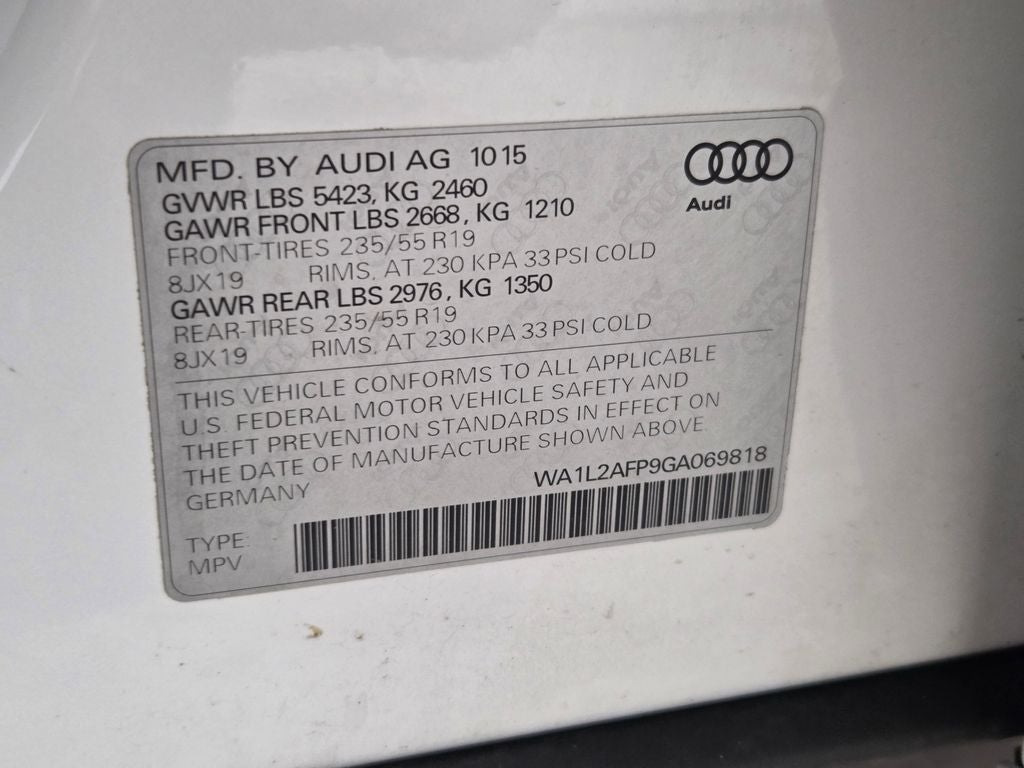 MFD. BY AUDI AG 10 15
GVWR LBS 5423, KG 2460
GAWR FRONT LBS 2668, KG 1210
FRONT-TIRES 235/55 R19
8JX19 RIMS. AT 230 KPA 33 PSI COLD
GAWR REAR LBS 2976, KG 1350
REAR-TIRES 235/55 R19
8JX19 RIMS. AT 230 KPA 33 PSI COLD
Audi
THIS VEHICLE CONFORMS TO ALL APPLICABLE
U.S. FEDERAL MOTOR VEHICLE SAFETY AND
THEFT PREVENTION STANDARDS IN EFFECT ON
THE DATE OF MANUFACTURE SHOWN ABOVE.
GERMANY WA1L2AFP9GA069818
TYPE:
MPV